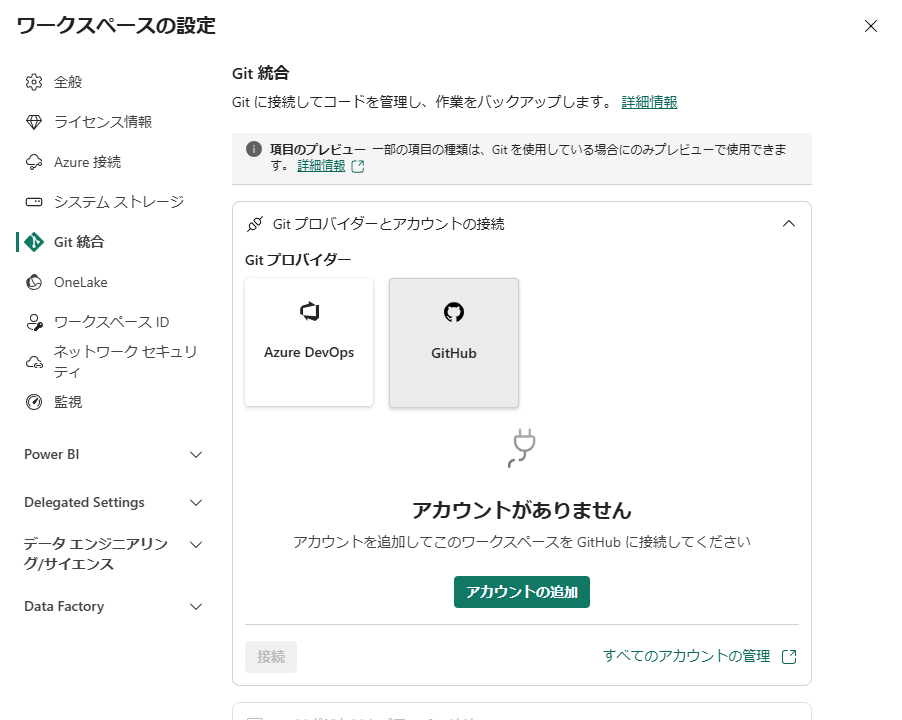 ワークスペースの設定
全般
ライセンス情報
Azure 接続
システム ストレージ
Git 統合
OneLake
ワークスペース ID
ネットワーク セキュリ
ティ
監視
Power BI
Delegated Settings
データ エンジニアリン
グ/サイエンス
Data Factory
Git 統合
Git に接続してコードを管理し、作業をバックアップします。 詳細情報
項目のプレビュー 一部の項目の種類は、Git を使用している場合にのみプレビューで使用できま
す。 詳細情報
Git プロバイダーとアカウントの接続
Git プロバイダー
Azure DevOps
GitHub
アカウントがありません
アカウントを追加してこのワークスペースを GitHub に接続してください
アカウントの追加
接続
すべてのアカウントの管理